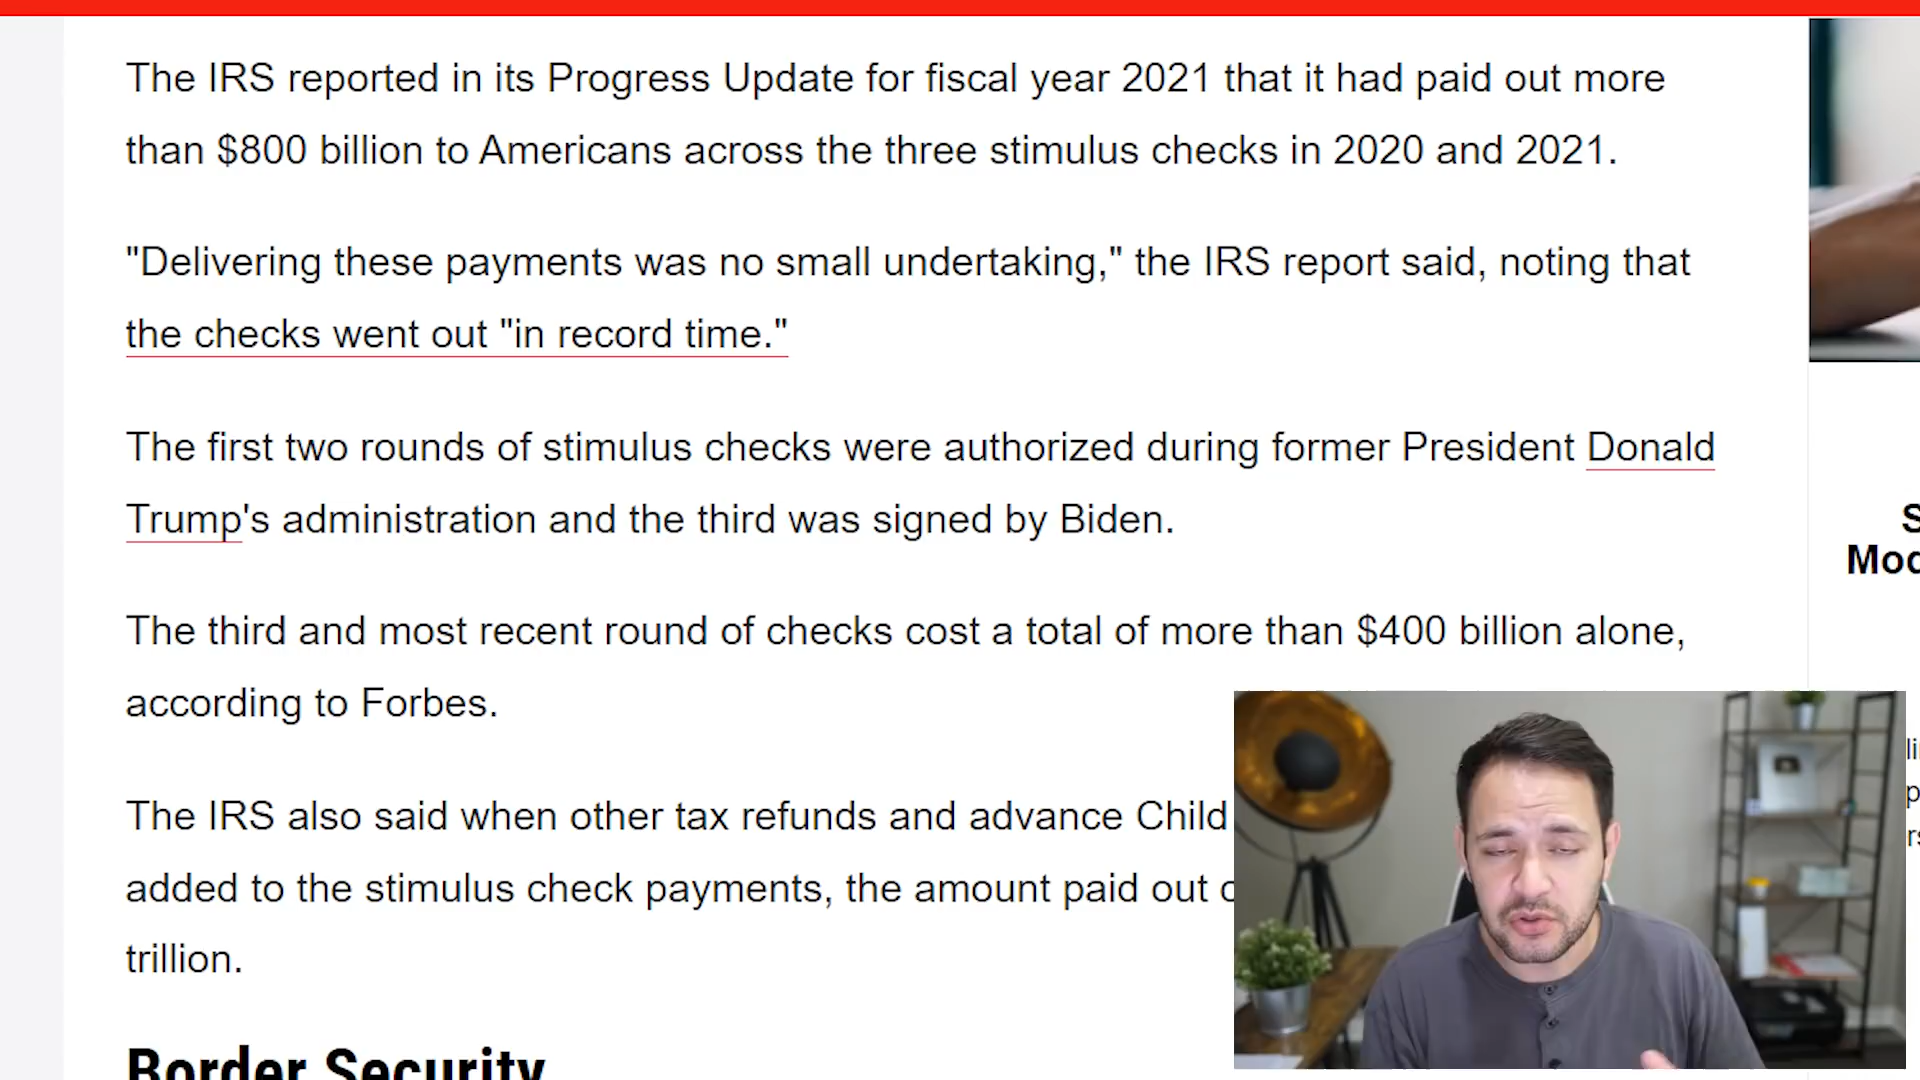 The IRS reported in its Progress Update for fiscal year 2021 that it had paid out more
than $800 billion to Americans across the three stimulus checks in 2020 and 2021.
"Delivering these payments was no small undertaking," the IRS report said, noting that
the checks went out "in record time."
The first two rounds of stimulus checks were authorized during former President Donald
Trump's administration and the third was signed by Biden.
The third and most recent round of checks cost a total of more than $400 billion alone,
according to Forbes.
The IRS also said when other tax refunds and advance Child
added to the stimulus check payments, the amount paid out
trillion.
Border Security